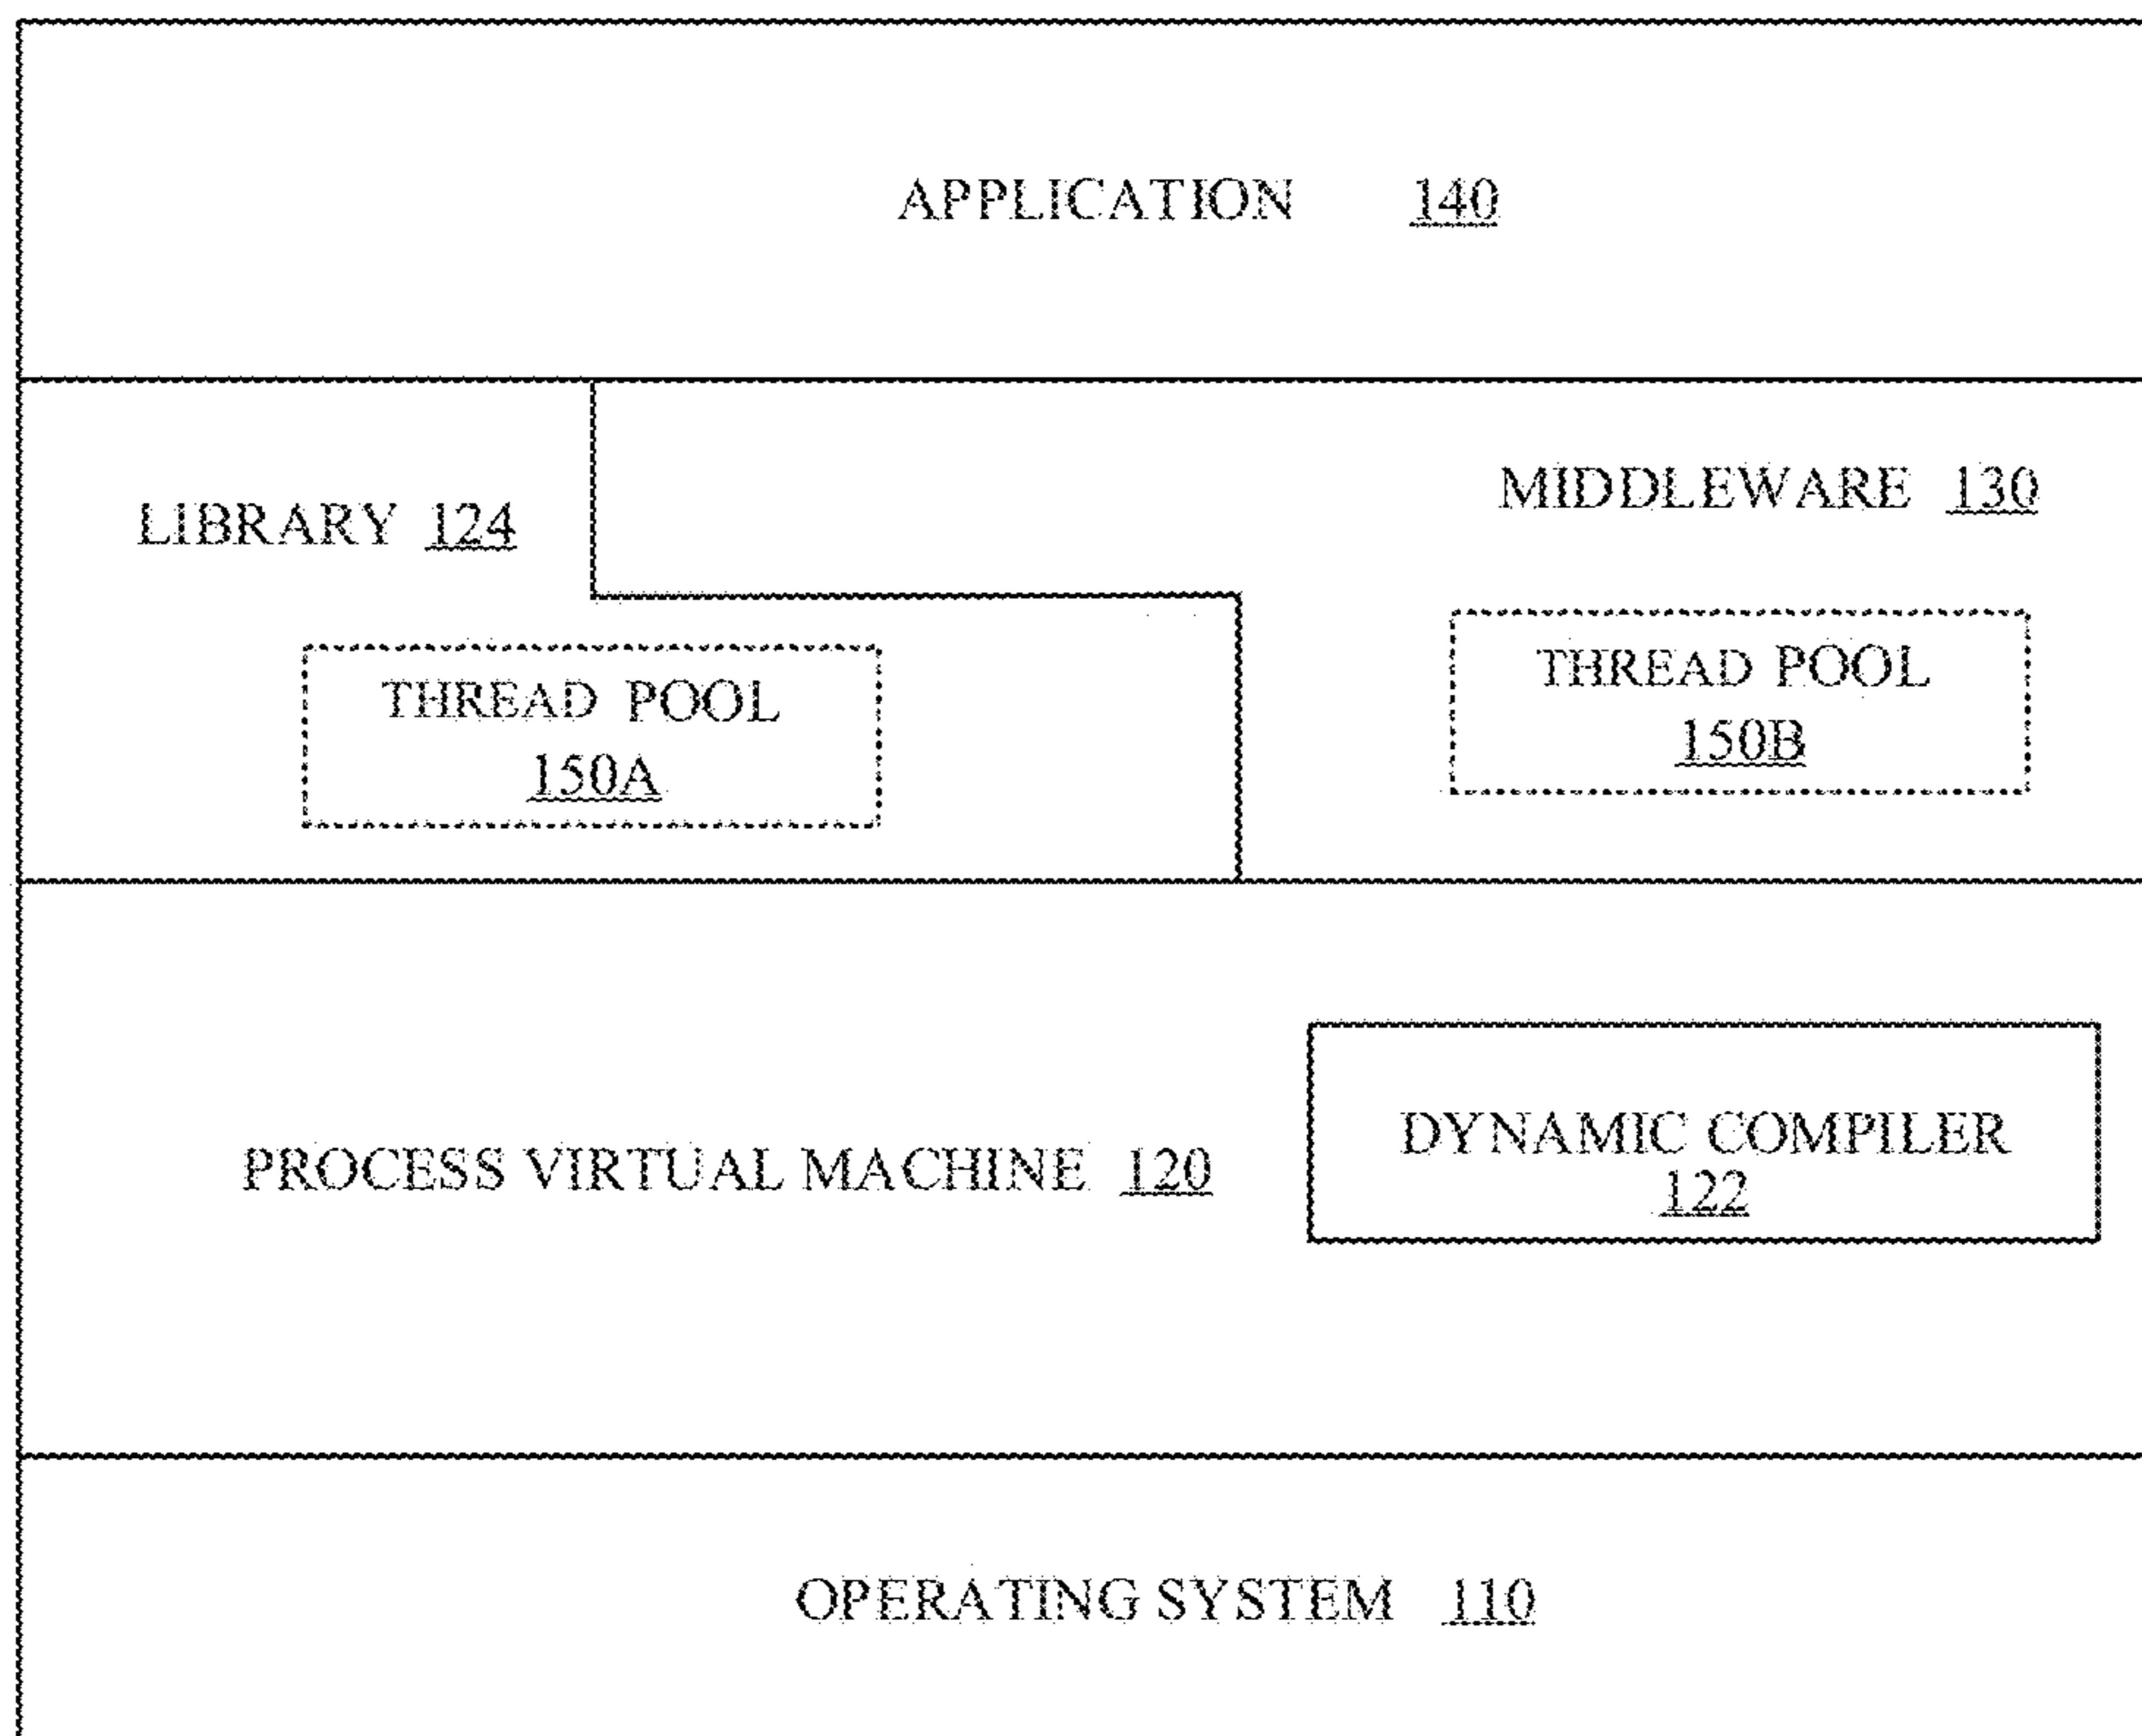 APPLICATION 140
MIDDLEWARE 130
LIBRARY 124
THREAD POOL
150A
THREAD POOL
150B
PROCESS VIRTUAL MACHINE 120
DYNAMIC COMPILER
122
OPERATING SYSTEM 110